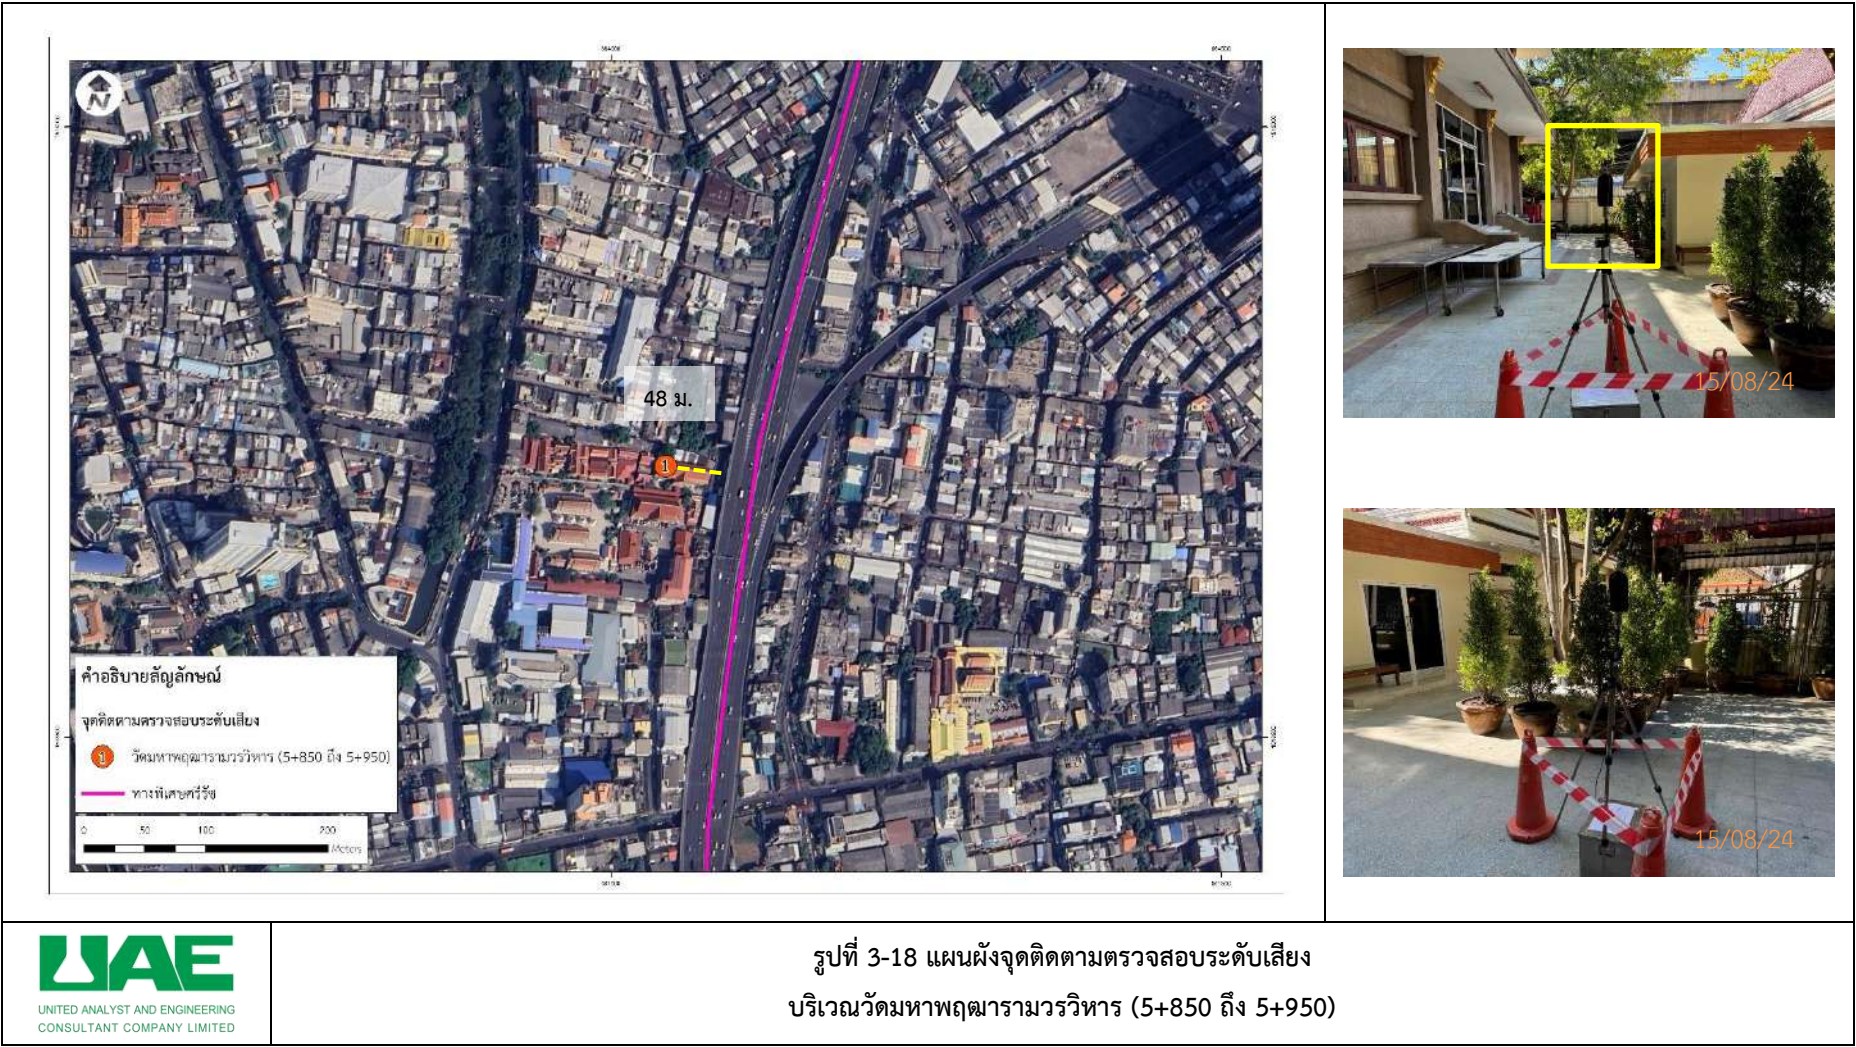 N
48 ม.
1
คำอธิบายสัญลักษณ์
จุดติดตามตรวจสอบระดับเสียง
1 วัดมหาพฤฒารามวรวิหาร (5+850 ถึง 5+950)
ทางพิเศษศรีรัช
0 50 100 200
Meters
15/08/24
15/08/24
UAE
UNITED ANALYST AND ENGINEERING
CONSULTANT COMPANY LIMITED
รูปที่ 3-18 แผนผังจุดติดตามตรวจสอบระดับเสียง
บริเวณวัดมหาพฤฒารามวรวิหาร (5+850 ถึง 5+950)